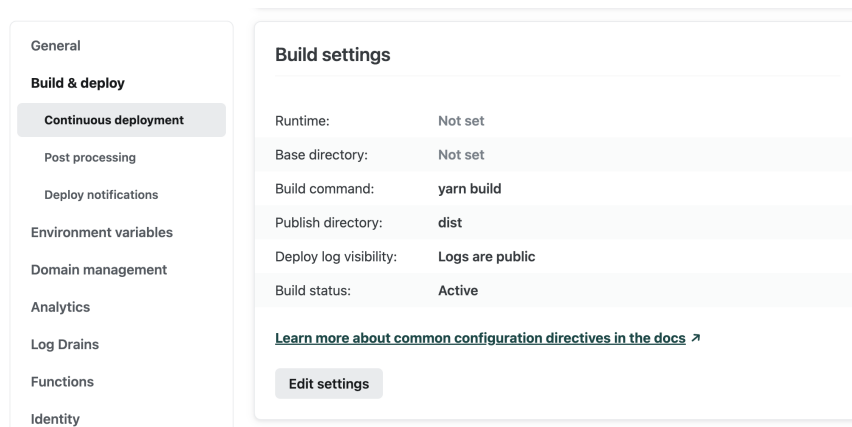 General
Build & deploy
Continuous deployment
Post processing
Deploy notifications
Environment variables
Domain management
Analytics
Log Drains
Functions
Identity
Build settings
Runtime: Not set
Base directory: Not set
Build command: yarn build
Publish directory: dist
Deploy log visibility: Logs are public
Build status: Active
Learn more about common configuration directives in the docs ↗
Edit settings